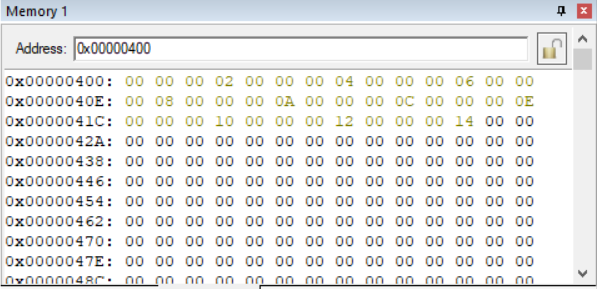 Memory 1
Address: 0x00000400
0x00000400: 00 00 00 02 00 00 00 04 00 00 00 06 00 00
0x0000040E: 00 08 00 00 00 0A 00 00 00 0C 00 00 00 0E
0x0000041C: 00 00 00 10 00 00 00 12 00 00 00 14 00 00
0x0000042A: 00 00 00 00 00 00 00 00 00 00 00 00 00 00
0x00000438: 00 00 00 00 00 00 00 00 00 00 00 00 00 00
0x00000446: 00 00 00 00 00 00 00 00 00 00 00 00 00 00
0x00000454: 00 00 00 00 00 00 00 00 00 00 00 00 00 00
0x00000462: 00 00 00 00 00 00 00 00 00 00 00 00 00 00
0x00000470: 00 00 00 00 00 00 00 00 00 00 00 00 00 00
0x0000047E: 00 00 00 00 00 00 00 00 00 00 00 00 00 00
0x0000048C: 00 00 00 00 00 00 00 00 00 00 00 00 00 00